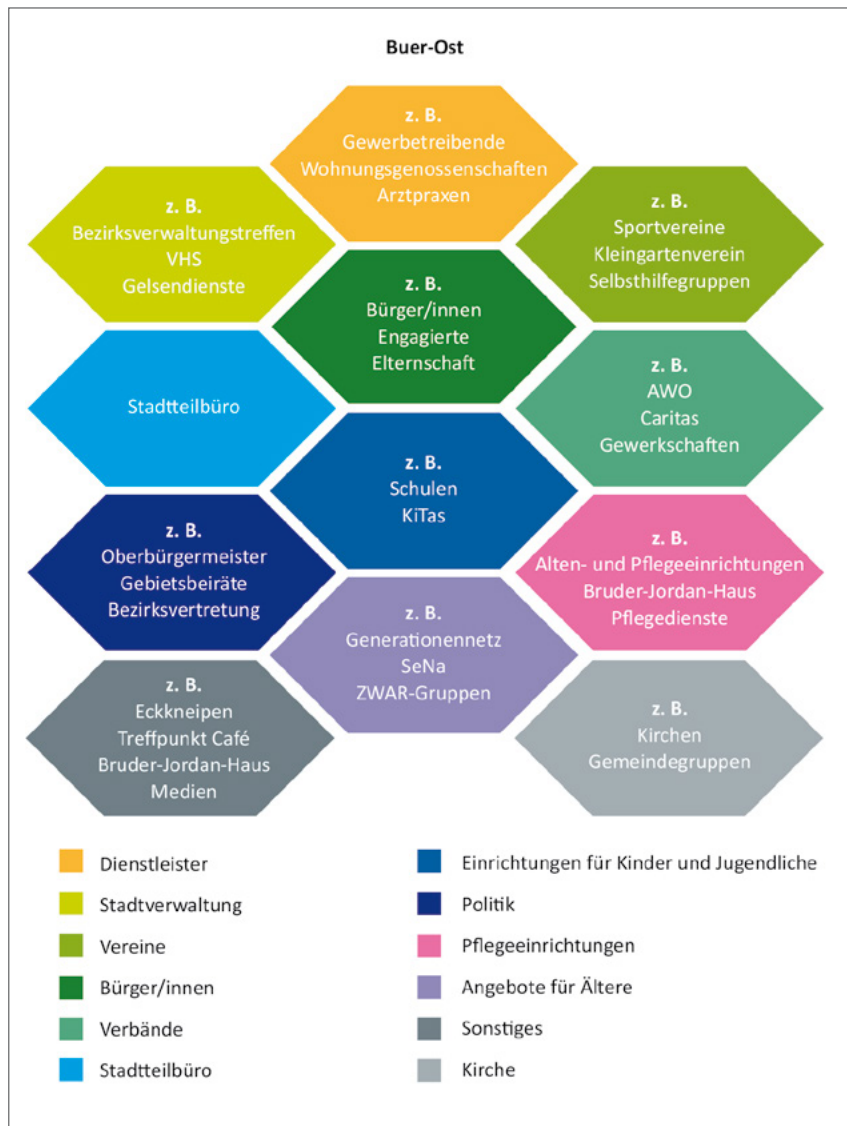 Buer-Ost
z. B.
Gewerbetreibende
Wohnungsgenossenschaften
Arztpraxen
z. B.
Bezirksverwaltungstreffen
VHS
Gelsendienste
z. B.
Sportvereine
Kleingartenverein
Selbsthilfegruppen
z. B.
Bürger/innen
Engagierte
Elternschaft
Stadtteilbüro
z. B.
AWO
Caritas
Gewerkschaften
z. B.
Schulen
KiTas
z. B.
Oberbürgermeister
Gebietsbeiräte
Bezirksvertretung
z. B.
Alten- und Pflegeeinrichtungen
Bruder-Jordan-Haus
Pflegedienste
z. B.
Generationennetz
SeNa
ZWAR-Gruppen
z. B.
Eckkneipen
Treffpunkt Café
Bruder-Jordan-Haus
Medien
z. B.
Kirchen
Gemeindegruppen
Dienstleister
Stadtverwaltung
Vereine
Bürger/innen
Verbände
Stadtteilbüro
Einrichtungen für Kinder und Jugendliche
Politik
Pflegeeinrichtungen
Angebote für Ältere
Sonstiges
Kirche